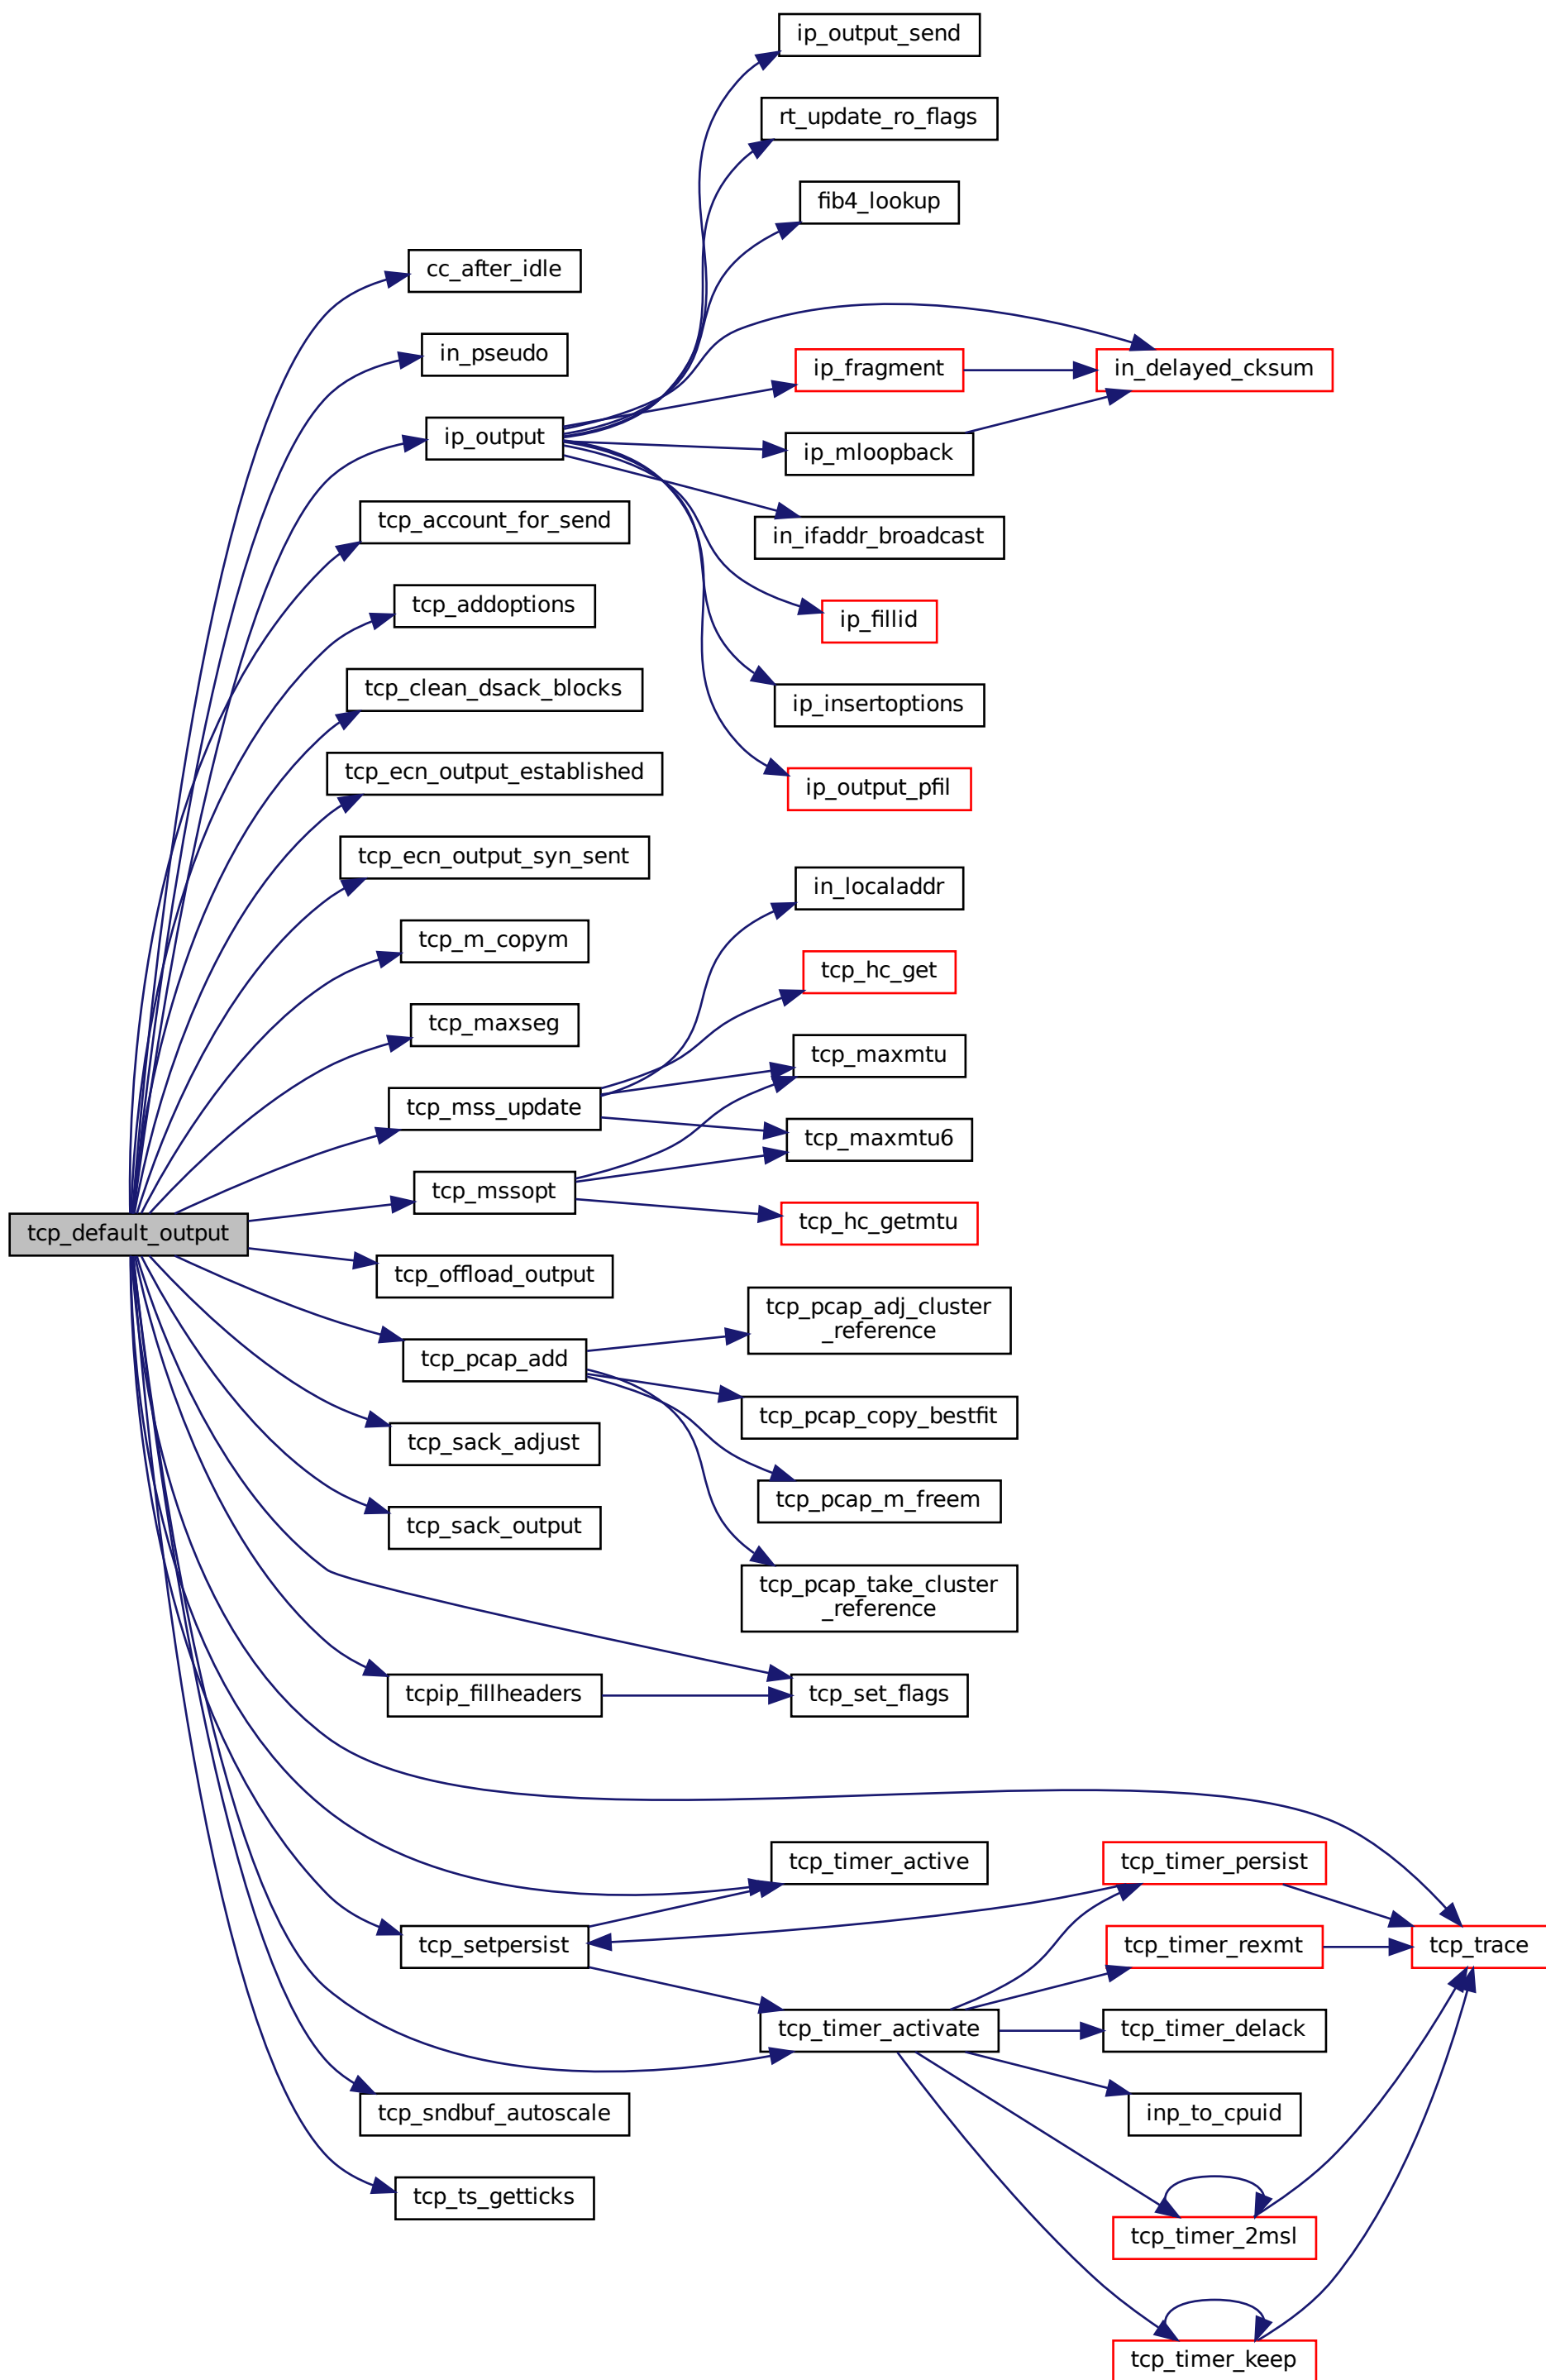 ip_output_send
rt_update_ro_flags
fib4_lookup
cc_after_idle
in_pseudo
ip_fragment
in_delayed_cksum
ip_output
ip_mloopback
tcp_account_for_send
in_ifaddr_broadcast
tcp_addoptions
ip_fillid
tcp_clean_dsack_blocks
ip_insertoptions
tcp_ecn_output_established
ip_output_pfil
tcp_ecn_output_syn_sent
in_localaddr
tcp_m_copym
tcp_hc_get
tcp_maxseg
tcp_maxmtu
tcp_mss_update
tcp_maxmtu6
tcp_mssopt
tcp_hc_getmtu
tcp_default_output
tcp_offload_output
tcp_pcap_adj_cluster
_reference
tcp_pcap_add
tcp_pcap_copy_bestfit
tcp_sack_adjust
tcp_pcap_m_freem
tcp_sack_output
tcp_pcap_take_cluster
_reference
tcpip_fillheaders
tcp_set_flags
tcp_timer_active
tcp_timer_persist
tcp_setpersist
tcp_timer_rexmt
tcp_trace
tcp_timer_activate
tcp_timer_delack
tcp_sndbuf_autoscale
inp_to_cpuid
tcp_ts_getticks
tcp_timer_2msl
tcp_timer_keep